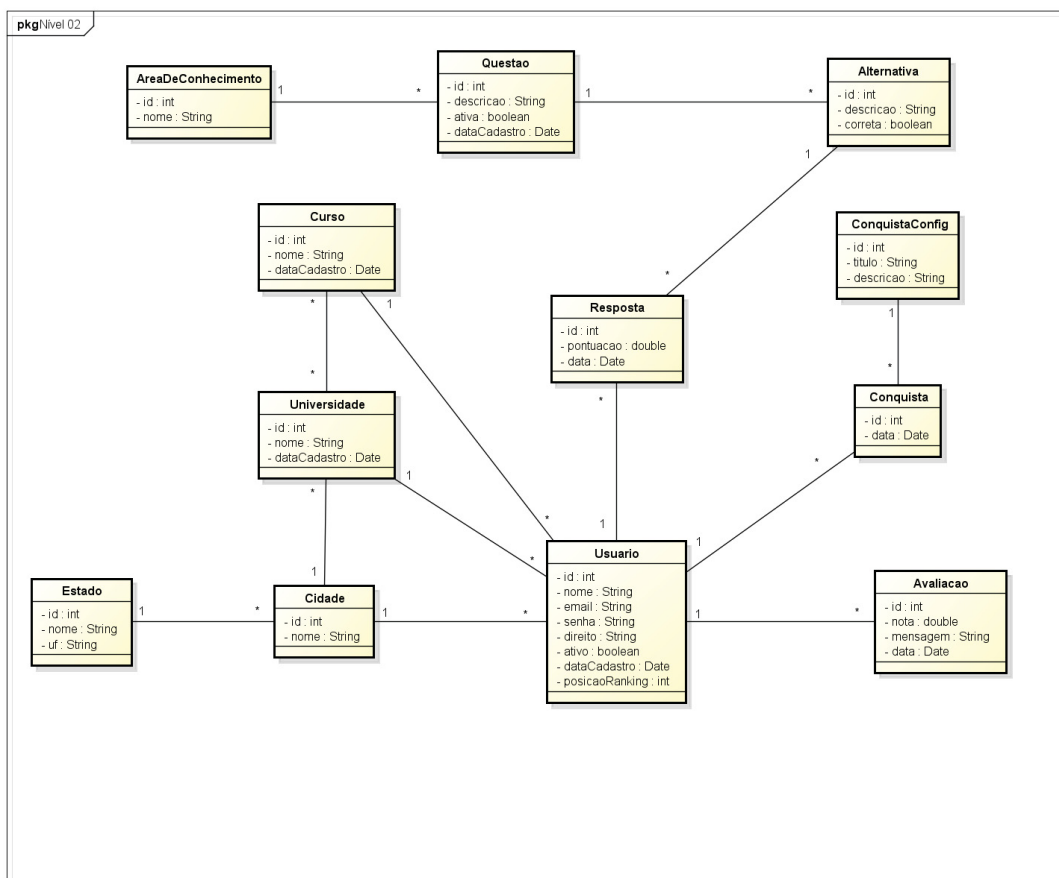 pkg Nivel 02
AreaDeConhecimento
- id : int
- nome : String
1
*
Questao
- id : int
- descricao : String
- ativa : boolean
- dataCadastro : Date
1
*
Alternativa
- id : int
- descricao : String
- correta : boolean
1
*
Curso
- id : int
- nome : String
- dataCadastro : Date
*
1
*
ConquistaConfig
- id : int
- titulo : String
- descricao : String
1
*
Resposta
- id : int
- pontuacao : double
- data : Date
*
1
Universidade
- id : int
- nome : String
- dataCadastro : Date
*
1
1
*
Conquista
- id : int
- data : Date
*
1
*
Estado
- id : int
- nome : String
- uf : String
1
*
Cidade
- id : int
- nome : String
1
*
Usuario
- id : int
- nome : String
- email : String
- senha : String
- direito : String
- ativo : boolean
- dataCadastro : Date
- posicaoRanking : int
1
*
Avaliacao
- id : int
- nota : double
- mensagem : String
- data : Date